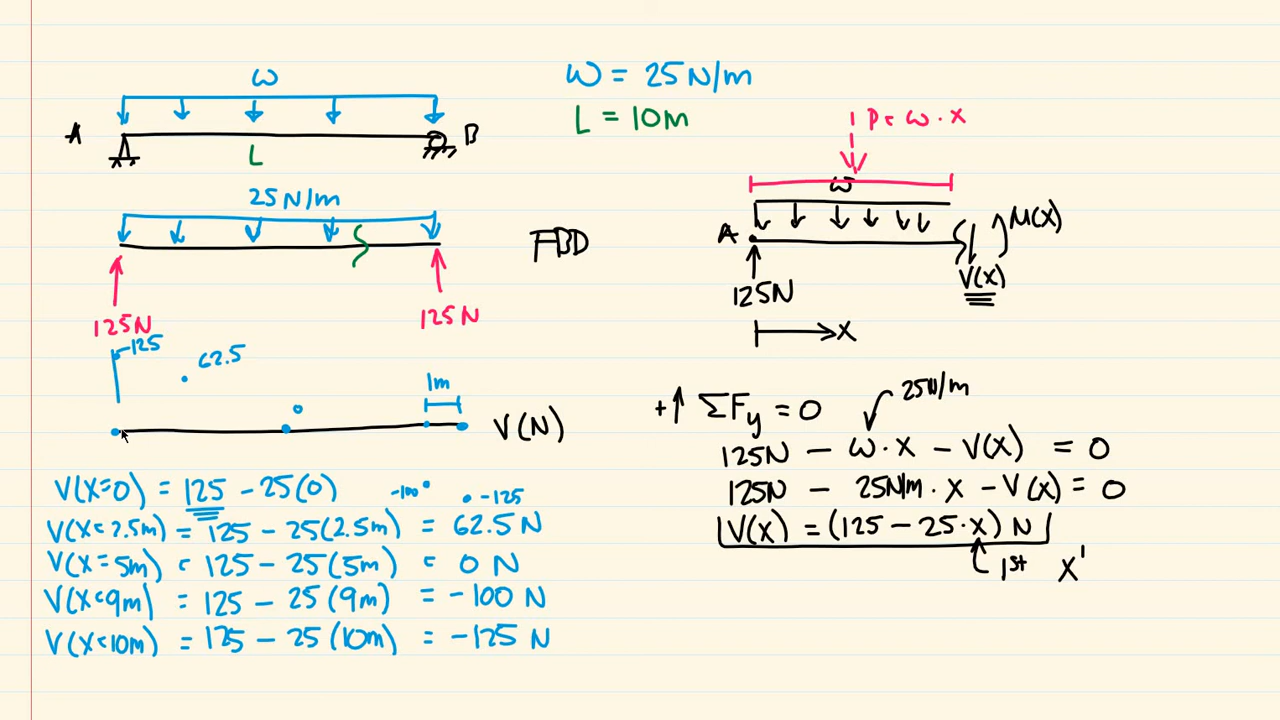 w
A B
L
25 N/m
125N 125N
125
62.5
0
1m
V(N)
V(X=0) = 125 - 25(0)
-100 -125
V(X=2.5m) = 125 - 25(2.5m) = 62.5 N
V(X=5m) = 125 - 25(5m) = 0 N
V(X=9m) = 125 - 25(9m) = -100 N
V(X=10m) = 125 - 25(10m) = -125 N
FBD
W = 25 N/m
L = 10m
P = w · x
w
A M(X)
V(X)
125N
X
+↑ ΣFy = 0
25N/m
125N - w · x - V(X) = 0
125N - 25N/m · x - V(X) = 0
V(X) = (125 - 25 · x) N
1st X¹